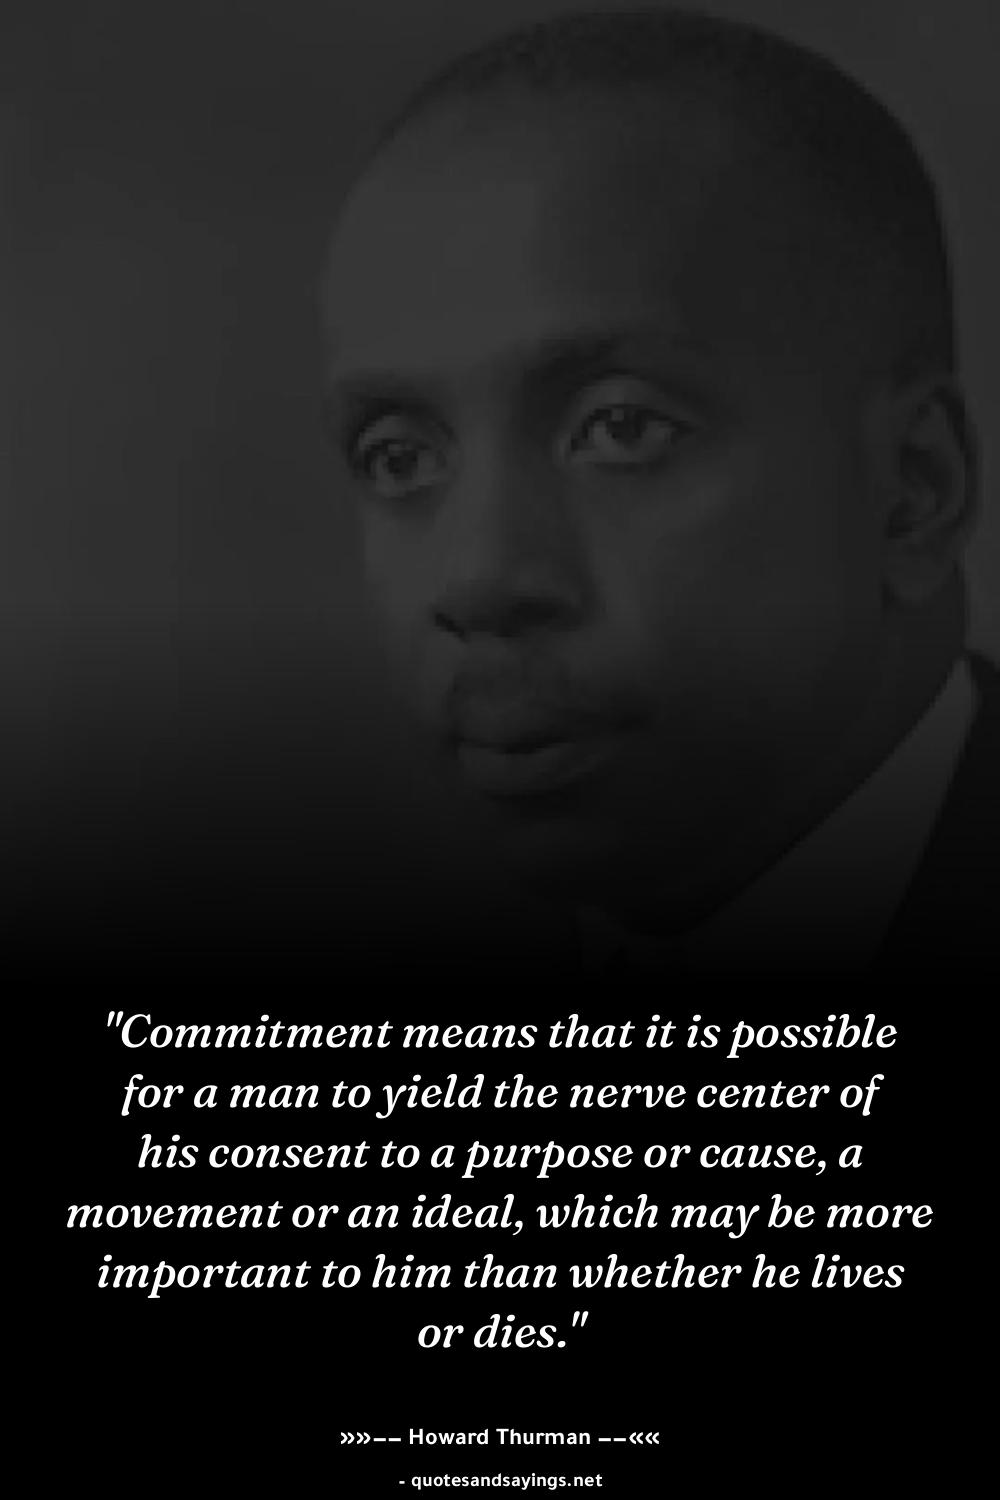 "Commitment means that it is possible
for a man to yield the nerve center of
his consent to a purpose or cause, a
movement or an ideal, which may be more
important to him than whether he lives
or dies."
»»−− Howard Thurman −−««
- quotesandsayings.net